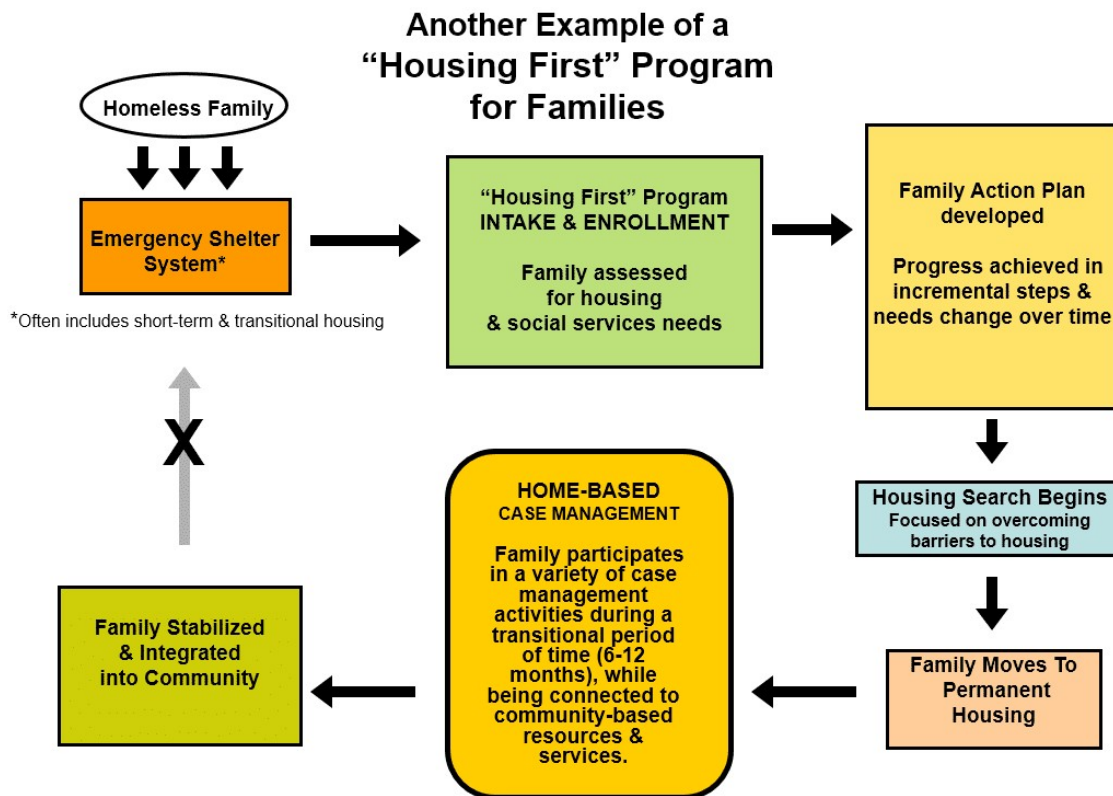 Another Example of a
“Housing First” Program
for Families
Homeless Family
Emergency Shelter
System*
*Often includes short-term & transitional housing
“Housing First” Program
INTAKE & ENROLLMENT
Family assessed
for housing
& social services needs
Family Action Plan
developed
Progress achieved in
incremental steps &
needs change over time
Housing Search Begins
Focused on overcoming
barriers to housing
Family Moves To
Permanent
Housing
HOME-BASED
CASE MANAGEMENT
Family participates
in a variety of case
management
activities during a
transitional period
of time (6-12
months), while
being connected to
community-based
resources &
services.
Family Stabilized
& Integrated
into Community
X